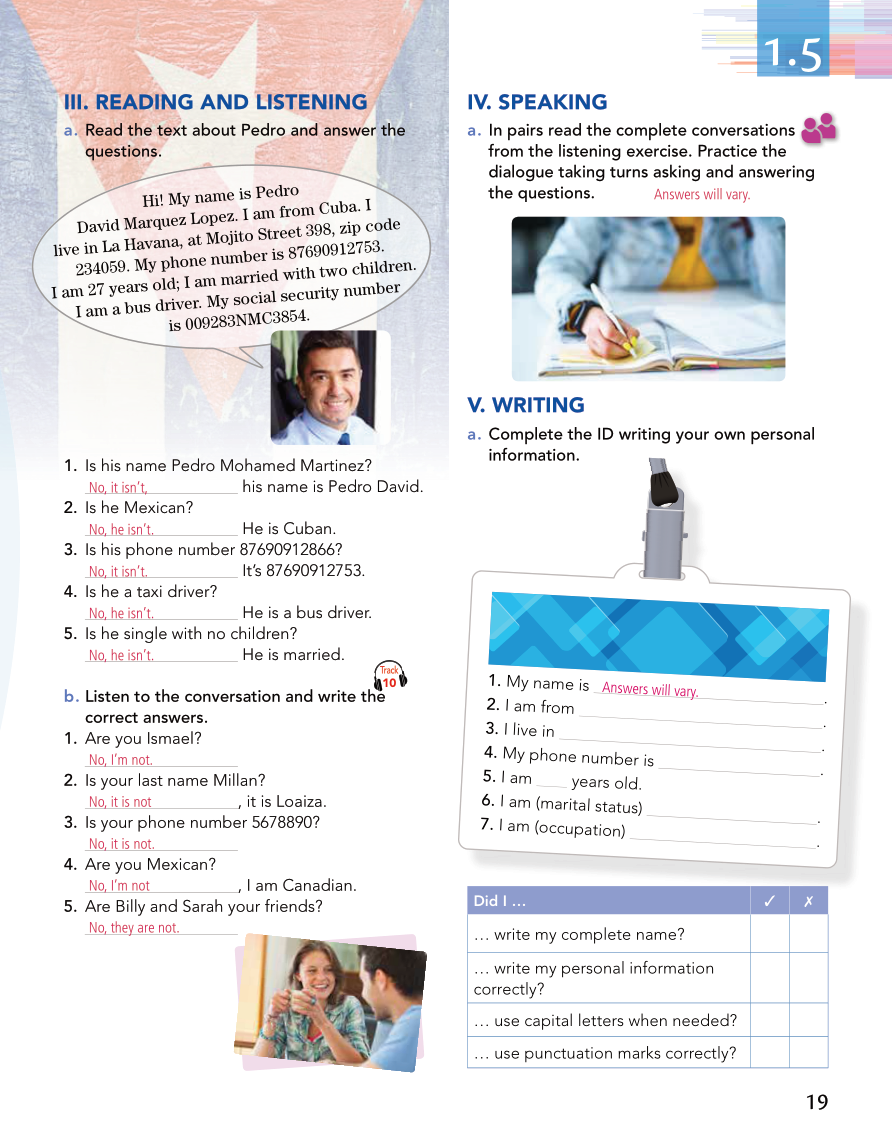 1.5
III. READING AND LISTENING
a. Read the text about Pedro and answer the
questions.
Hi! My name is Pedro
David Marquez Lopez. I am from Cuba. I
live in La Havana, at Mojito Street 398, zip code
234059. My phone number is 87690912753.
I am 27 years old; I am married with two children.
I am a bus driver. My social security number
is 009283NMC3854.
1. Is his name Pedro Mohamed Martinez?
No, it isn't, his name is Pedro David.
2. Is he Mexican?
No, he isn't. He is Cuban.
3. Is his phone number 87690912866?
No, it isn't. It's 87690912753.
4. Is he a taxi driver?
No, he isn't. He is a bus driver.
5. Is he single with no children?
No, he isn't. He is married.
Track
10
b. Listen to the conversation and write the
correct answers.
1. Are you Ismael?
No, I'm not.
2. Is your last name Millan?
No, it is not, it is Loaiza.
3. Is your phone number 5678890?
No, it is not.
4. Are you Mexican?
No, I'm not, I am Canadian.
5. Are Billy and Sarah your friends?
No, they are not.
IV. SPEAKING
a. In pairs read the complete conversations
from the listening exercise. Practice the
dialogue taking turns asking and answering
the questions. Answers will vary.
V. WRITING
a. Complete the ID writing your own personal
information.
1. My name is Answers will vary. .
2. I am from .
3. I live in .
4. My phone number is .
5. I am ____ years old.
6. I am (marital status) .
7. I am (occupation) .
Did I … ✓ ✗
… write my complete name?
… write my personal information
correctly?
… use capital letters when needed?
… use punctuation marks correctly?
19